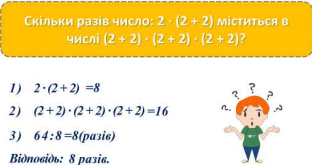 Скільки разів число: 2 · (2 + 2) міститься в
числі (2 + 2) · (2 + 2) · (2 + 2)?
1) 2·(2+2) =8
2) (2+2)·(2+2)·(2+2)=16
3) 64:8=8(разів)
Відповідь: 8 разів.
? ? ? ? ?